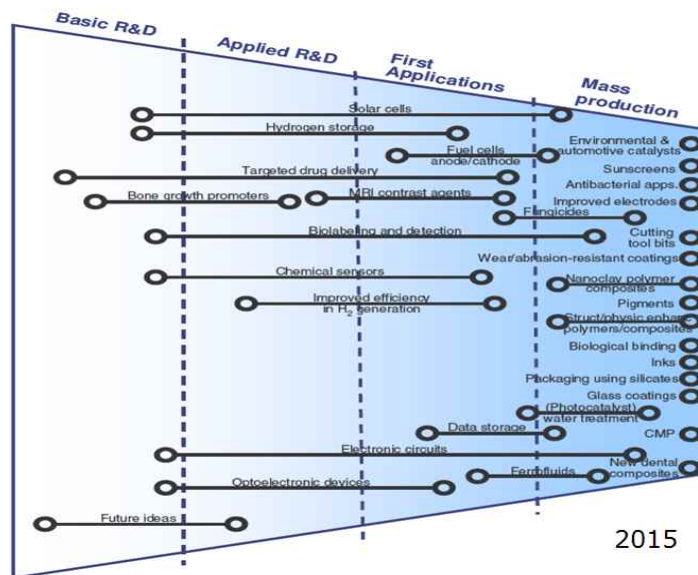 Basic R&D
Applied R&D
First
Applications
Mass
production
Solar cells
Hydrogen storage
Fuel cells
anode/cathode
Environmental &
automotive catalysts
Targeted drug delivery
Sunscreens
Antibacterial apps.
Bone growth promoters
MRI contrast agents
Improved electrodes
Fungicides
Biolabeling and detection
Cutting
tool bits
Wear/abrasion-resistant coatings
Chemical sensors
Nanoclay polymer
composites
Improved efficiency
in H₂ generation
Pigments
Struct/physic enhan
polymers/composites
Biological binding
Inks
Packaging using silicates
Glass coatings
(Photocatalyst)
water treatment
Data storage
CMP
Electronic circuits
Ferrofluids
New dental
composites
Optoelectronic devices
Future ideas
2015